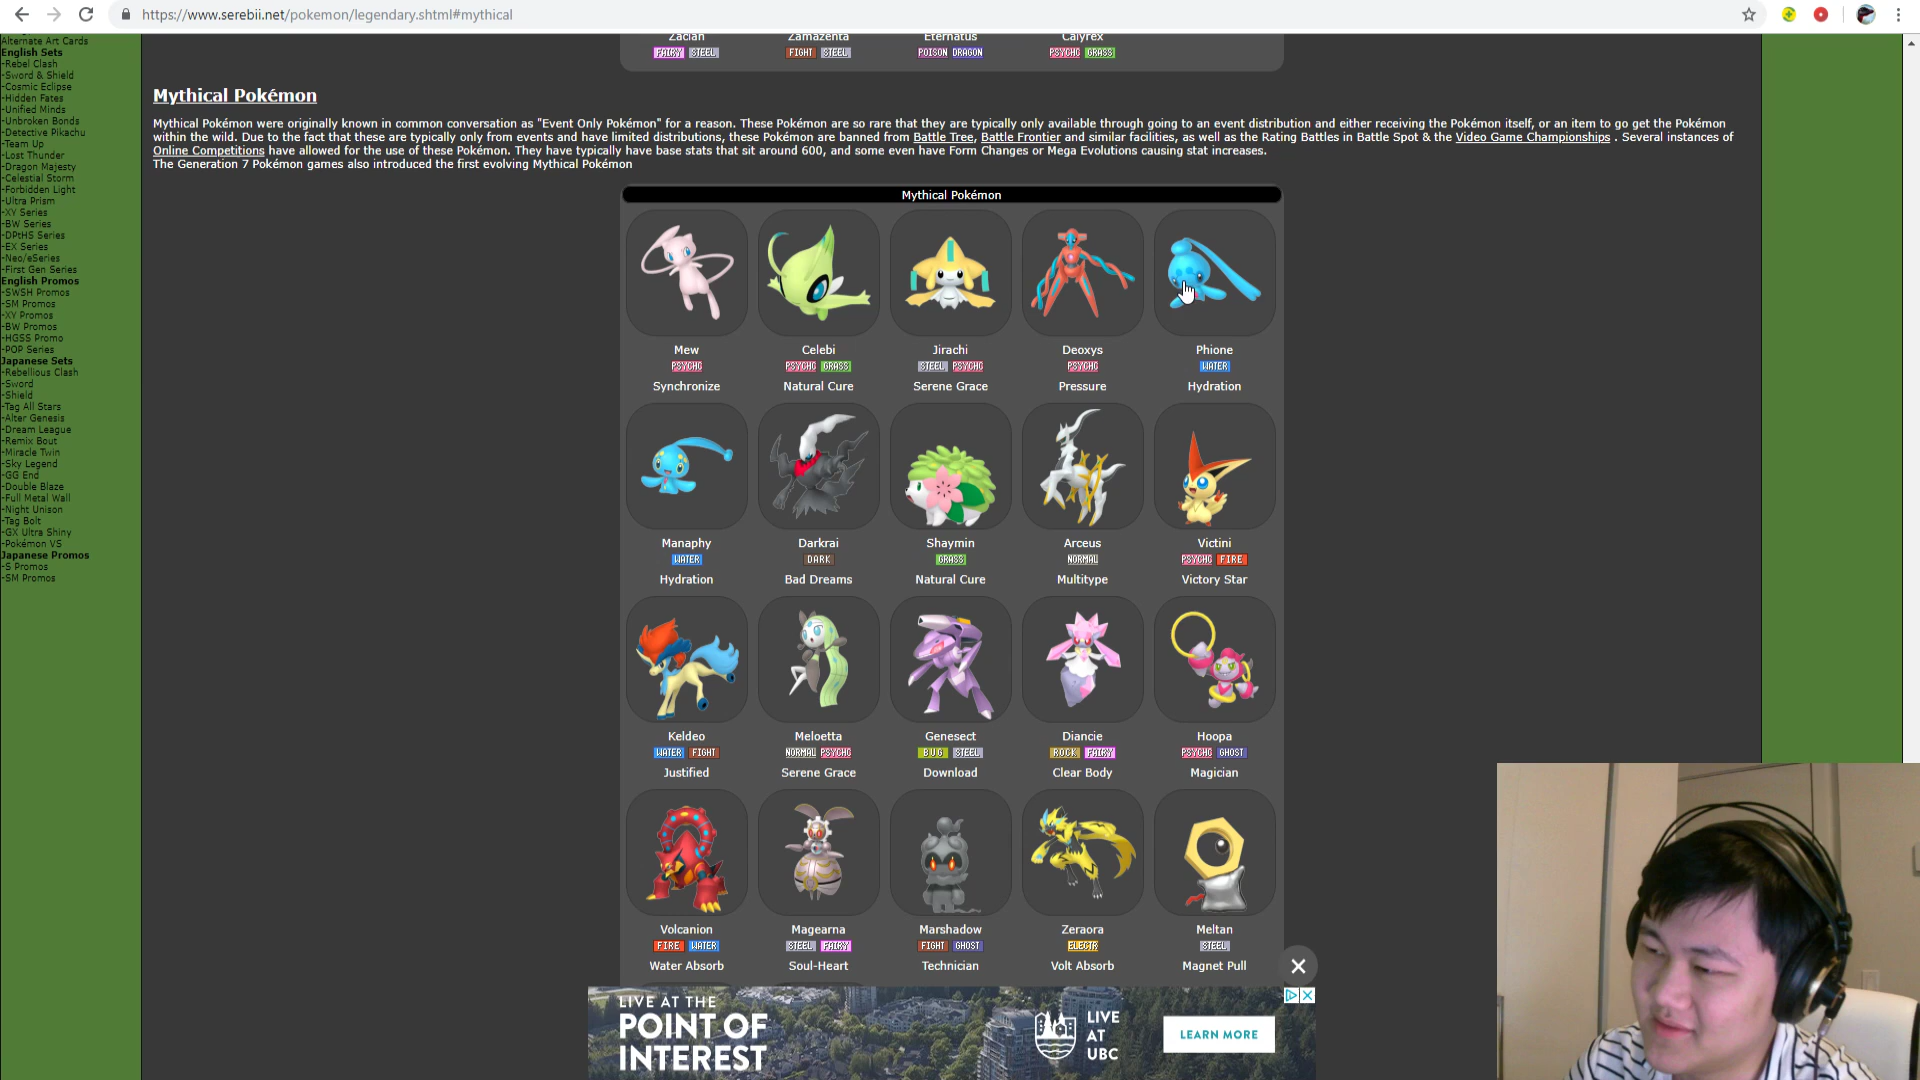 https://www.serebii.net/pokemon/legendary.shtml#mythical
Alternate Art Cards
English Sets
-Rebel Clash
-Sword & Shield
-Cosmic Eclipse
-Hidden Fates
-Unified Minds
-Unbroken Bonds
-Detective Pikachu
-Team Up
-Lost Thunder
-Dragon Majesty
-Celestial Storm
-Forbidden Light
-Ultra Prism
-XY Series
-BW Series
-DPtHS Series
-EX Series
-Neo/eSeries
-First Gen Series
English Promos
-SWSH Promos
-SM Promos
-XY Promos
-BW Promos
-HGSS Promo
-POP Series
Japanese Sets
-Rebellious Clash
-Sword
-Shield
-Tag All Stars
-Alter Genesis
-Dream League
-Remix Bout
-Miracle Twin
-Sky Legend
-GG End
-Double Blaze
-Full Metal Wall
-Night Unison
-Tag Bolt
-GX Ultra Shiny
-Pokémon VS
Japanese Promos
-S Promos
-SM Promos
Zacian Zamazenta Eternatus Calyrex
FAIRY STEEL FIGHT STEEL POISON DRAGON PSYCHC GRASS
Mythical Pokémon
Mythical Pokémon were originally known in common conversation as "Event Only Pokémon" for a reason. These Pokémon are so rare that they are typically only available through going to an event distribution and either receiving the Pokémon itself, or an item to go get the Pokémon
within the wild. Due to the fact that these are typically only from events and have limited distributions, these Pokémon are banned from Battle Tree, Battle Frontier and similar facilities, as well as the Rating Battles in Battle Spot & the Video Game Championships . Several instances of
Online Competitions have allowed for the use of these Pokémon. They have typically have base stats that sit around 600, and some even have Form Changes or Mega Evolutions causing stat increases.
The Generation 7 Pokémon games also introduced the first evolving Mythical Pokémon
Mythical Pokémon
Mew Celebi Jirachi Deoxys Phione
PSYCHC PSYCHC GRASS STEEL PSYCHC PSYCHC WATER
Synchronize Natural Cure Serene Grace Pressure Hydration
Manaphy Darkrai Shaymin Arceus Victini
WATER DARK GRASS NORMAL PSYCHC FIRE
Hydration Bad Dreams Natural Cure Multitype Victory Star
Keldeo Meloetta Genesect Diancie Hoopa
WATER FIGHT NORMAL PSYCHC BUG STEEL ROCK FAIRY PSYCHC GHOST
Justified Serene Grace Download Clear Body Magician
Volcanion Magearna Marshadow Zeraora Meltan
FIRE WATER STEEL FAIRY FIGHT GHOST ELECTR STEEL
Water Absorb Soul-Heart Technician Volt Absorb Magnet Pull
LIVE AT THE
POINT OF
INTEREST
LIVE
AT
UBC
LEARN MORE